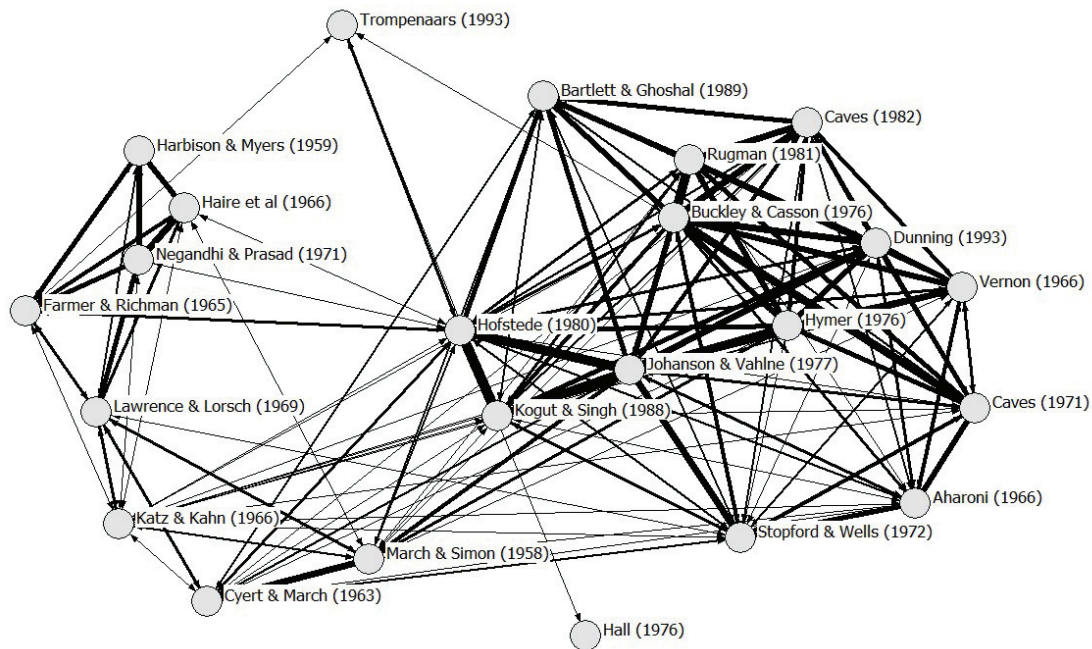 Trompenaars (1993)
Bartlett & Ghoshal (1989)
Caves (1982)
Harbison & Myers (1959)
Rugman (1981)
Haire et al (1966)
Buckley & Casson (1976)
Dunning (1993)
Negandhi & Prasad (1971)
Vernon (1966)
Farmer & Richman (1965)
Hofstede (1980)
Hymer (1976)
Johanson & Vahlne (1977)
Lawrence & Lorsch (1969)
Kogut & Singh (1988)
Caves (1971)
Aharoni (1966)
Katz & Kahn (1966)
Stopford & Wells (1972)
March & Simon (1958)
Cyert & March (1963)
Hall (1976)